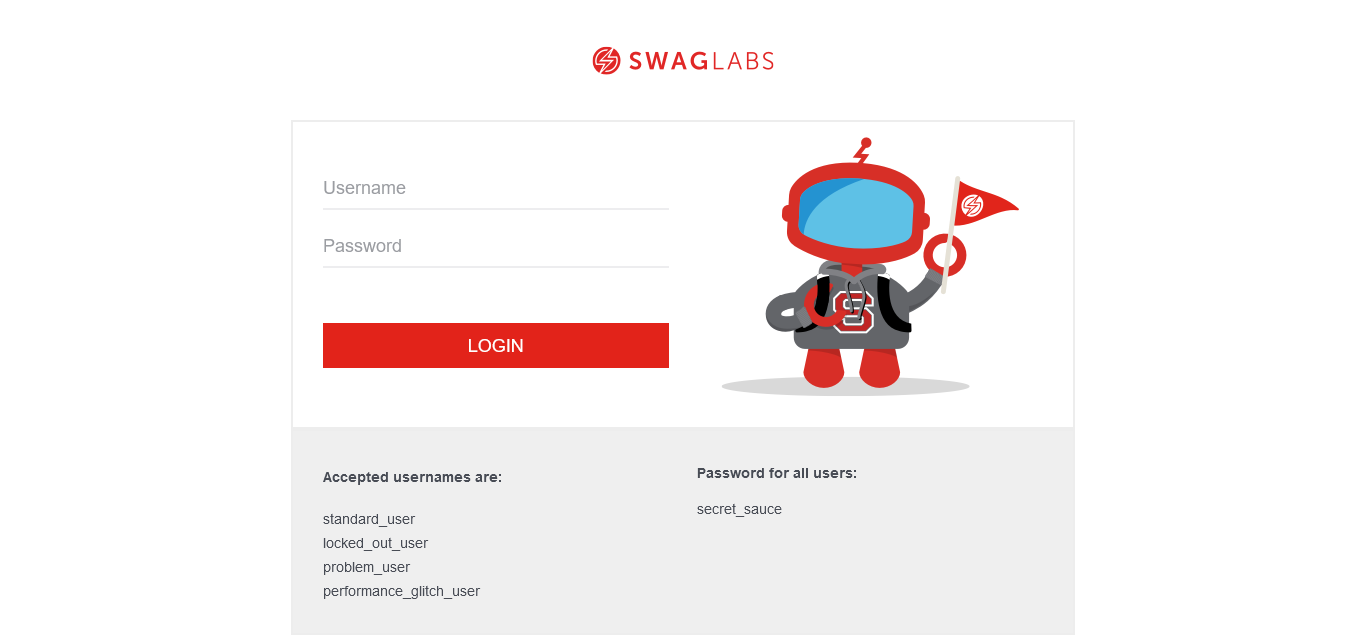 SWAGLABS
Username
Password
LOGIN
Accepted usernames are:
standard_user
locked_out_user
problem_user
performance_glitch_user
Password for all users:
secret_sauce
S